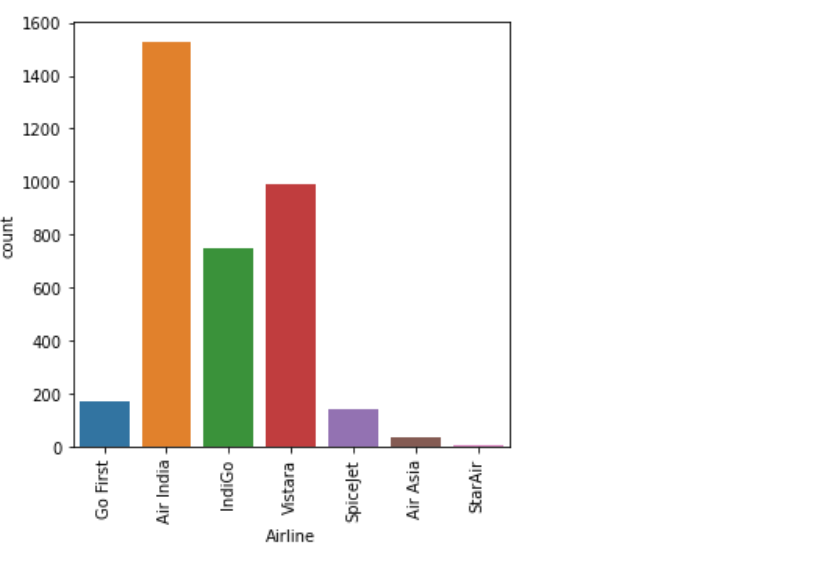 1600
1400
1200
1000
800
600
400
200
0
count
Go First
Air India
IndiGo
Vistara
SpiceJet
Air Asia
StarAir
Airline